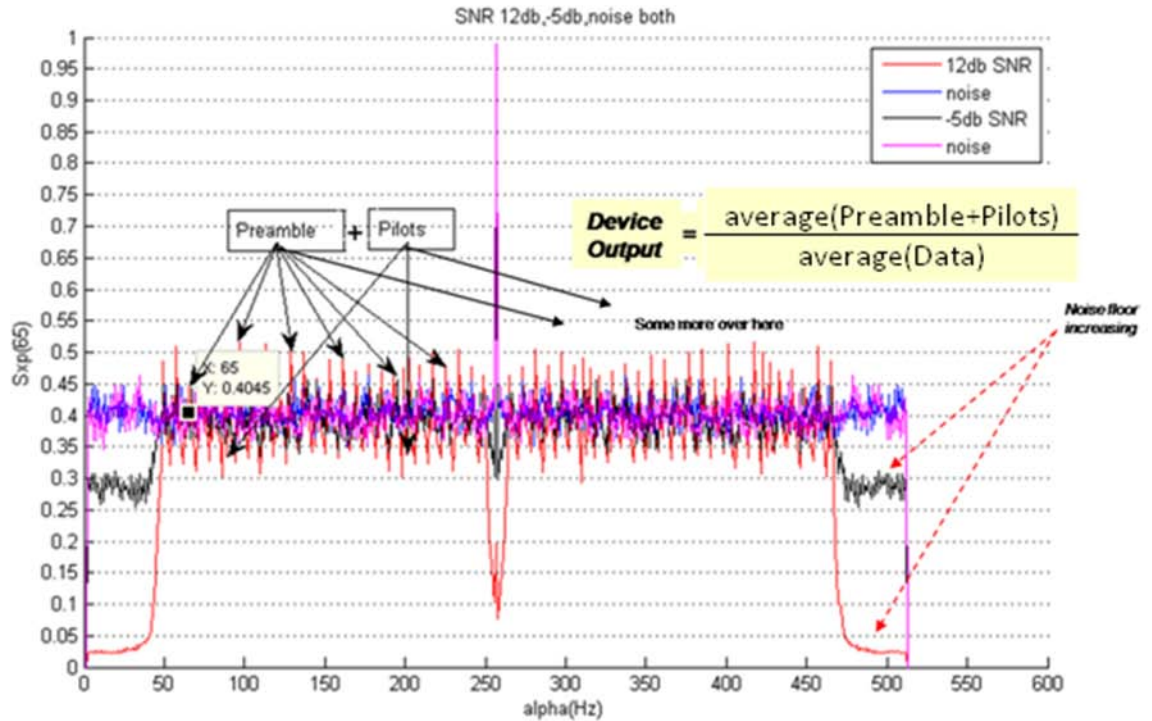 SNR 12db,-5db,noise both
1
0.95
0.9
0.85
0.8
0.75
0.7
0.65
0.6
0.55
0.5
0.45
0.4
0.35
0.3
0.25
0.2
0.15
0.1
0.05
0
Sxp(65)
12db SNR
noise
-5db SNR
noise
Preamble + Pilots
Device Output = average(Preamble+Pilots)
average(Data)
Some more over here
Noise floor
increasing
X: 65
Y: 0.4045
0 50 100 150 200 250 300 350 400 450 500 550 600
alpha(Hz)